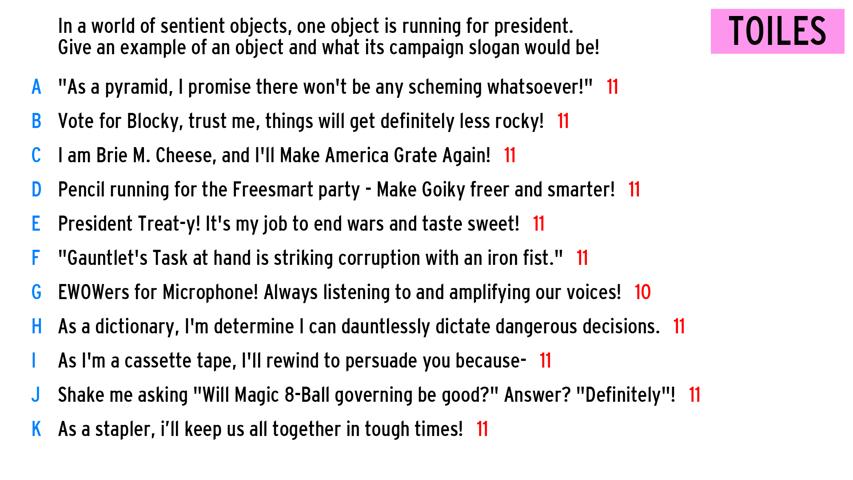 In a world of sentient objects, one object is running for president.
Give an example of an object and what its campaign slogan would be!
TOILES
A "As a pyramid, I promise there won't be any scheming whatsoever!" 11
B Vote for Blocky, trust me, things will get definitely less rocky! 11
C I am Brie M. Cheese, and I'll Make America Grate Again! 11
D Pencil running for the Freesmart party - Make Goiky freer and smarter! 11
E President Treat-y! It's my job to end wars and taste sweet! 11
F "Gauntlet's Task at hand is striking corruption with an iron fist." 11
G EWOWers for Microphone! Always listening to and amplifying our voices! 10
H As a dictionary, I'm determine I can dauntlessly dictate dangerous decisions. 11
I As I'm a cassette tape, I'll rewind to persuade you because- 11
J Shake me asking "Will Magic 8-Ball governing be good?" Answer? "Definitely"! 11
K As a stapler, i’ll keep us all together in tough times! 11